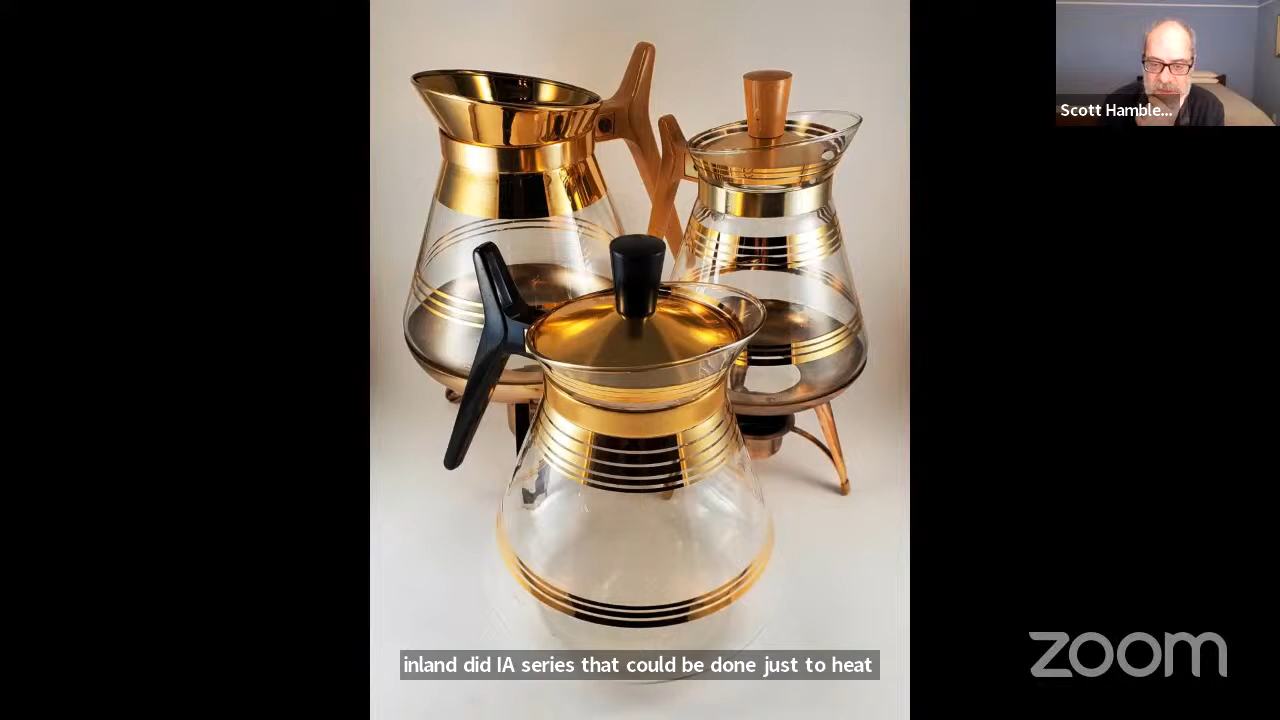 Scott Hamble...
inland did IA series that could be done just to heat
zoom